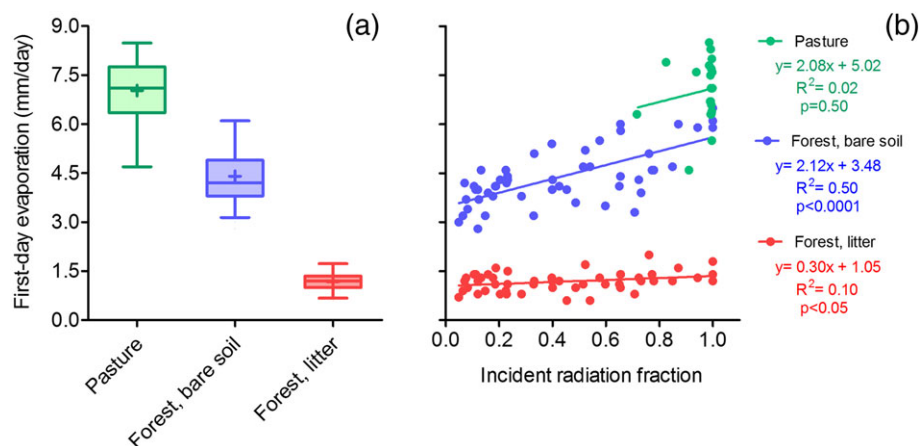 (a)
First-day evaporation (mm/day)
9.0
7.5
6.0
4.5
3.0
1.5
0.0
Pasture
Forest, bare soil
Forest, litter
(b)
0.0 0.2 0.4 0.6 0.8 1.0
Incident radiation fraction
Pasture
y= 2.08x + 5.02
R²= 0.02
p=0.50
Forest, bare soil
y= 2.12x + 3.48
R²= 0.50
p<0.0001
Forest, litter
y= 0.30x + 1.05
R²= 0.10
p<0.05